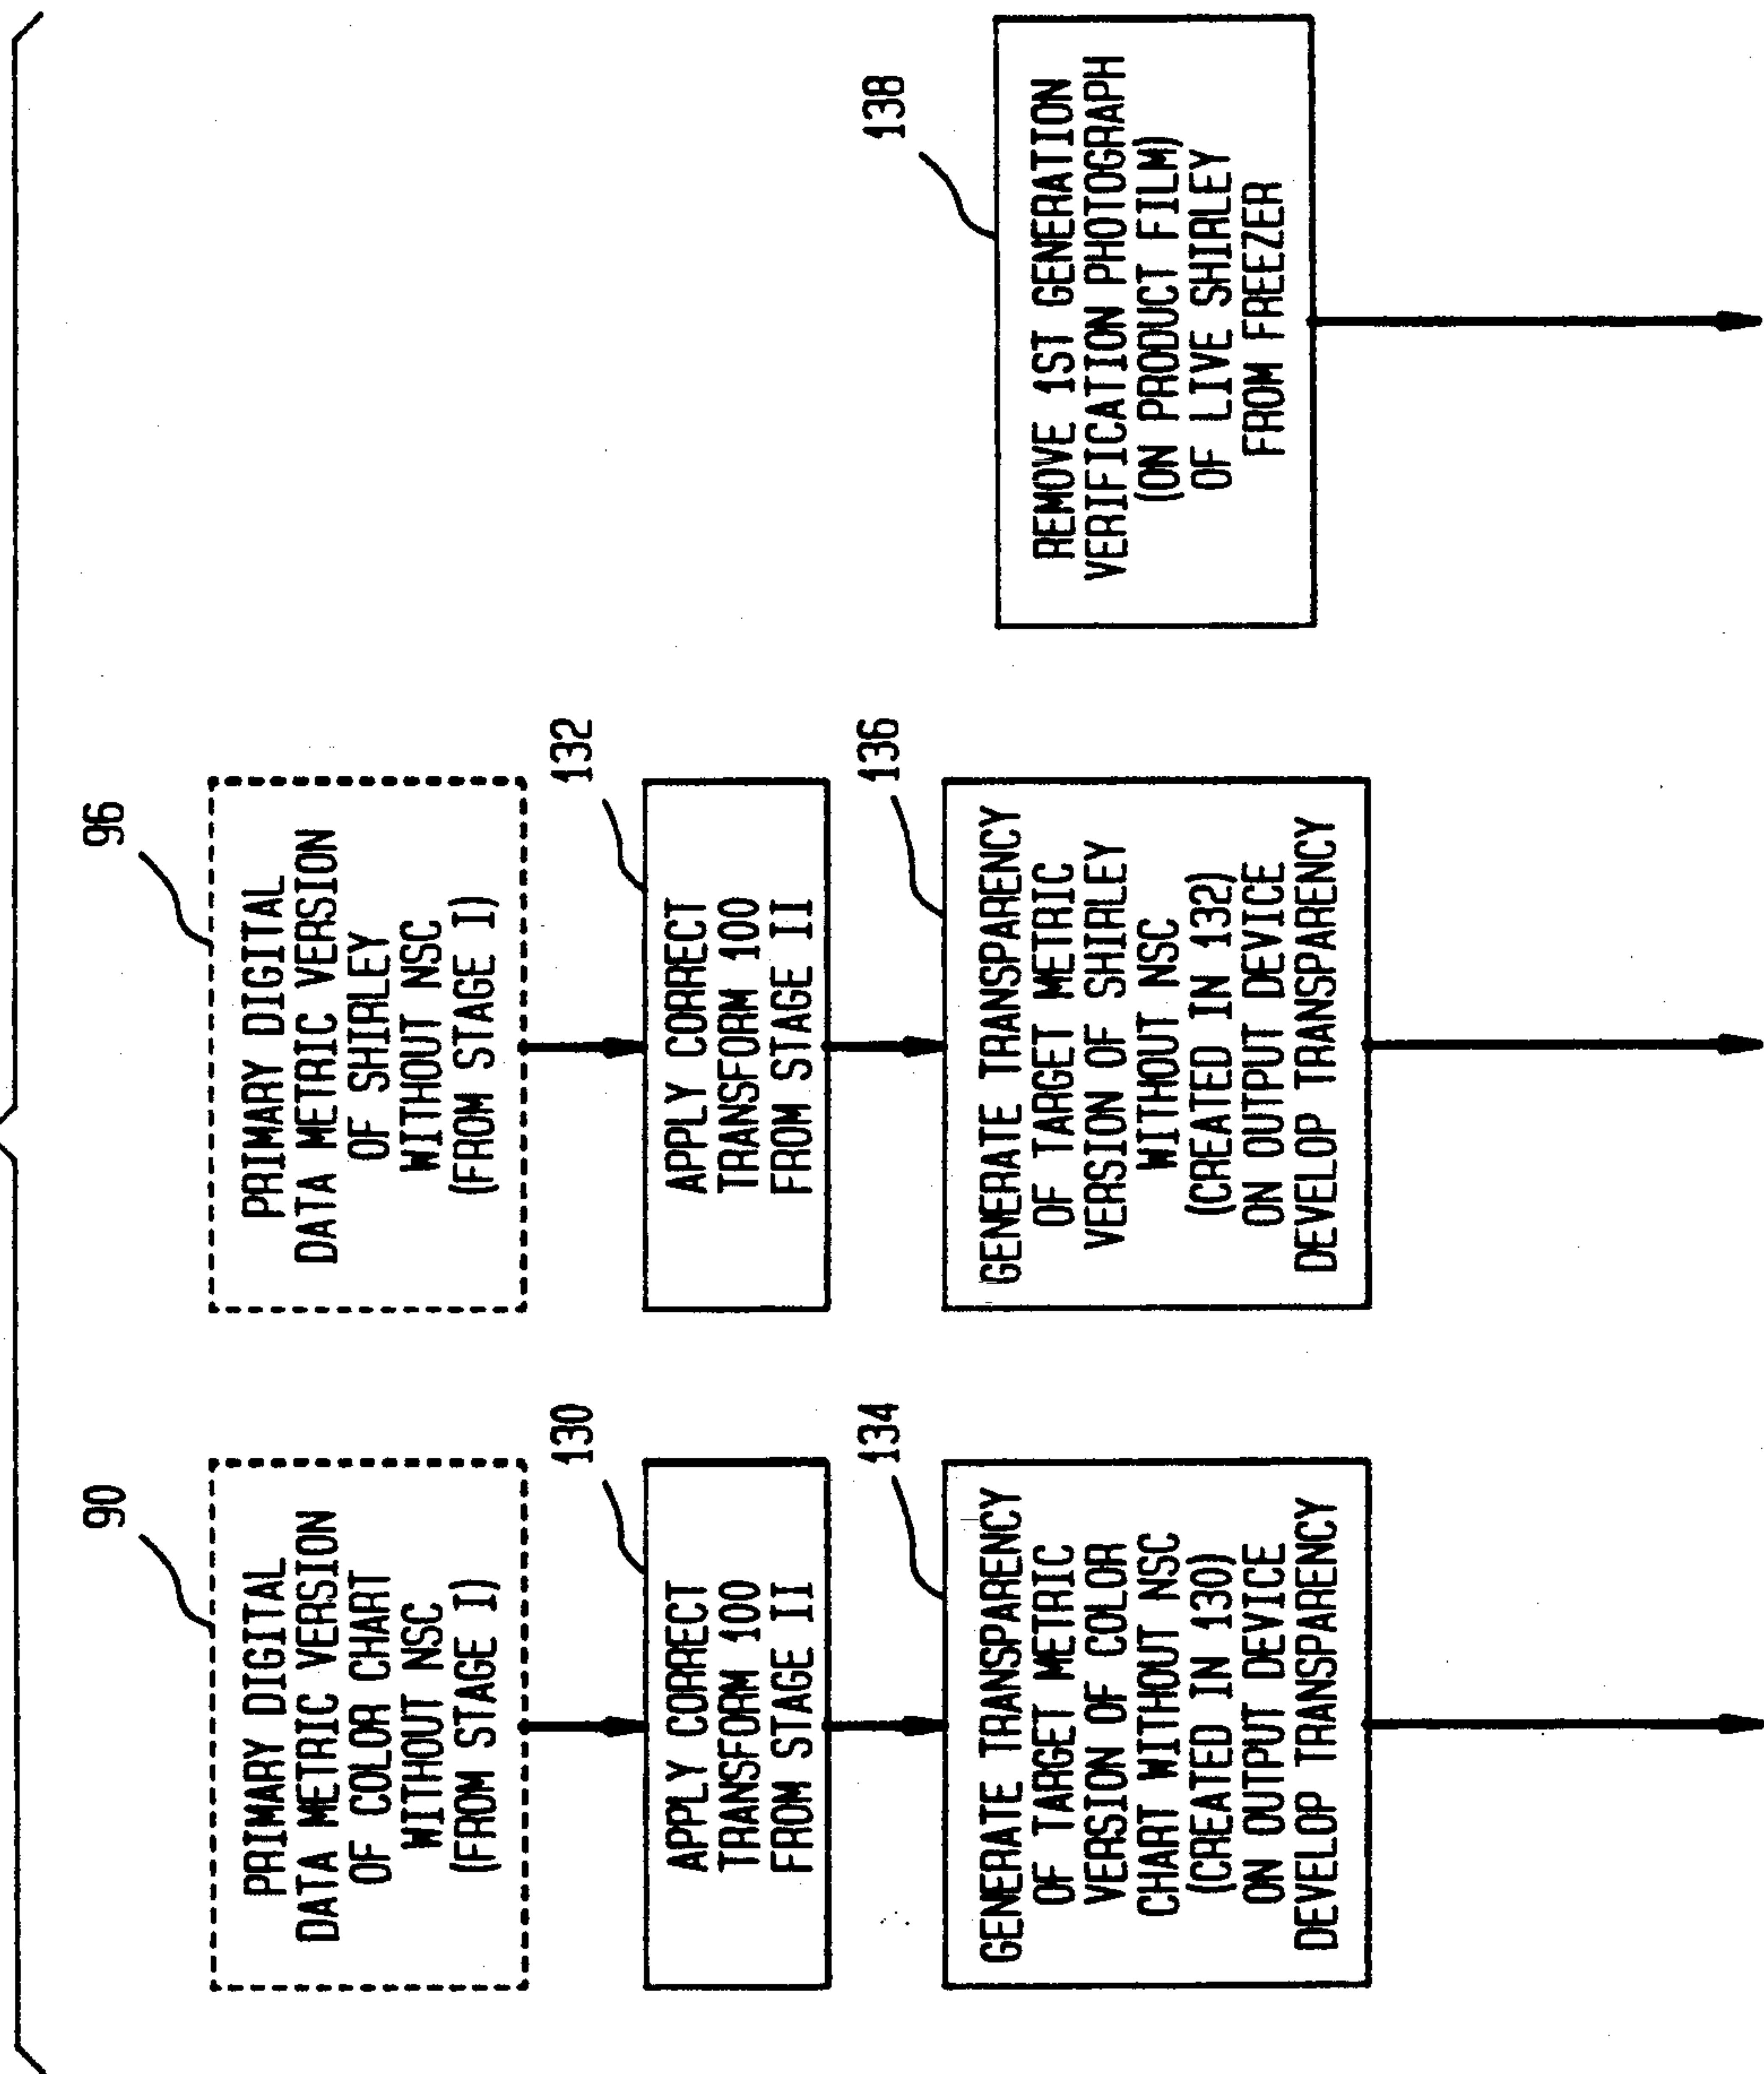 90
PRIMARY DIGITAL
DATA METRIC VERSION
OF COLOR CHART
WITHOUT NSC
(FROM STAGE I)
130
APPLY CORRECT
TRANSFORM 100
FROM STAGE II
134
GENERATE TRANSPARENCY
OF TARGET METRIC
VERSION OF COLOR
CHART WITHOUT NSC
(CREATED IN 130)
ON OUTPUT DEVICE
DEVELOP TRANSPARENCY
96
PRIMARY DIGITAL
DATA METRIC VERSION
OF SHIRLEY
WITHOUT NSC
(FROM STAGE I)
132
APPLY CORRECT
TRANSFORM 100
FROM STAGE II
136
GENERATE TRANSPARENCY
OF TARGET METRIC
VERSION OF SHIRLEY
WITHOUT NSC
(CREATED IN 132)
ON OUTPUT DEVICE
DEVELOP TRANSPARENCY
138
REMOVE 1ST GENERATION
VERIFICATION PHOTOGRAPH
(ON PRODUCT FILM)
OF LIVE SHIRLEY
FROM FREEZER